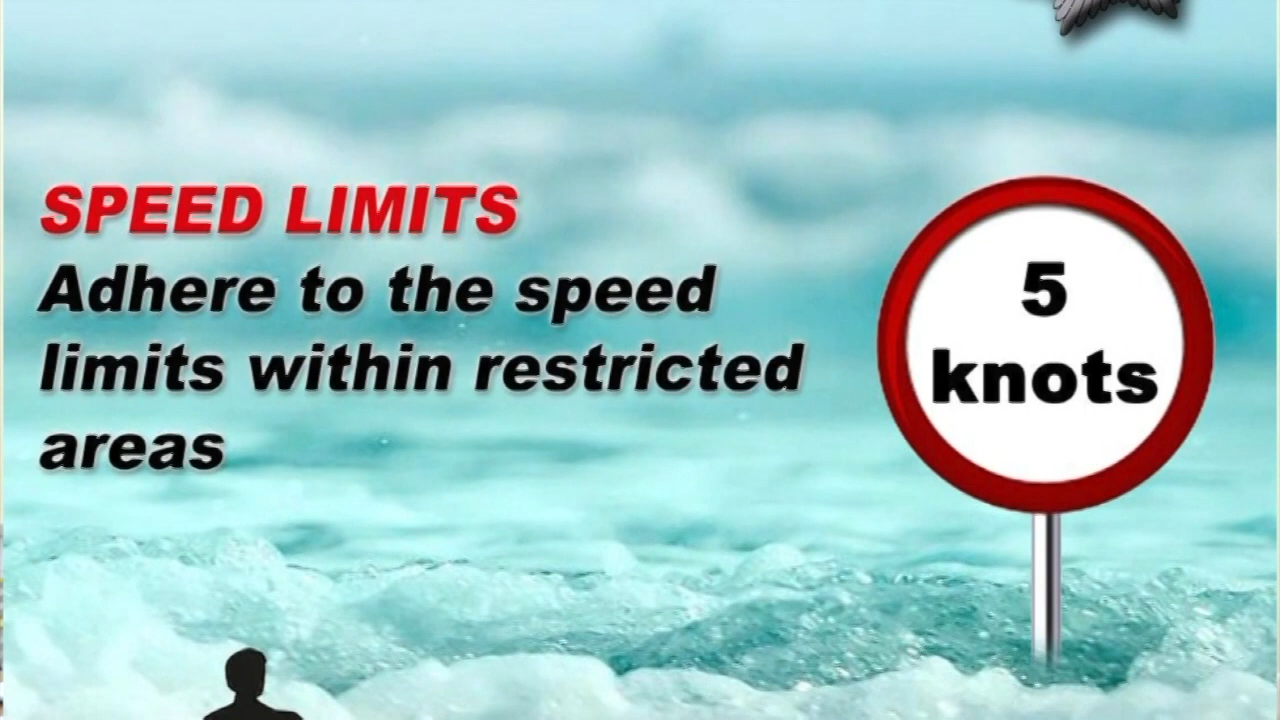 SPEED LIMITS
Adhere to the speed
limits within restricted
areas
5
knots